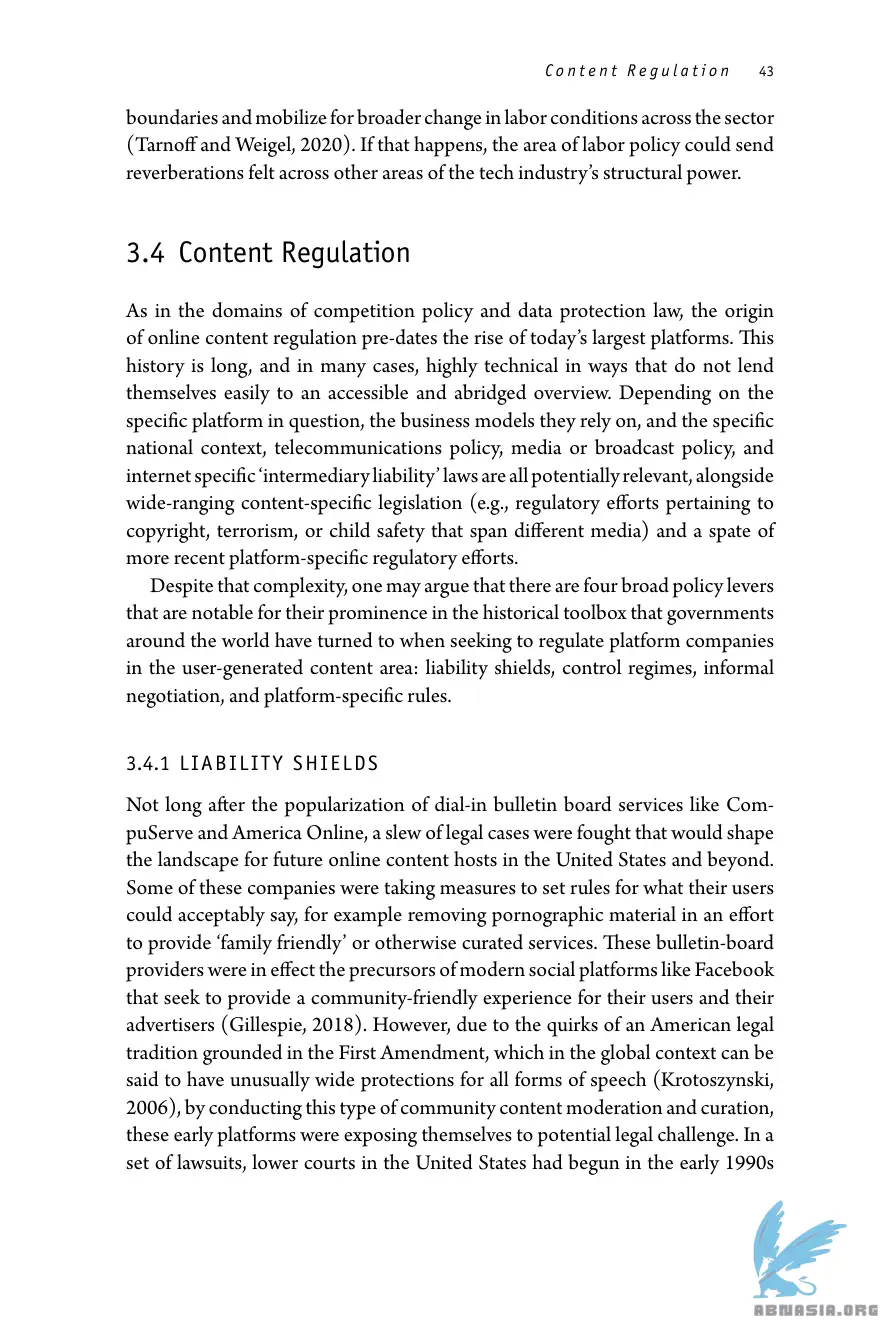 Content Regulation 43
boundaries and mobilize for broader change in labor conditions across the sector
(Tarnoff and Weigel, 2020). If that happens, the area of labor policy could send
reverberations felt across other areas of the tech industry’s structural power.
3.4 Content Regulation
As in the domains of competition policy and data protection law, the origin
of online content regulation pre-dates the rise of today’s largest platforms. This
history is long, and in many cases, highly technical in ways that do not lend
themselves easily to an accessible and abridged overview. Depending on the
specific platform in question, the business models they rely on, and the specific
national context, telecommunications policy, media or broadcast policy, and
internet specific ‘intermediary liability’ laws are all potentially relevant, alongside
wide-ranging content-specific legislation (e.g., regulatory efforts pertaining to
copyright, terrorism, or child safety that span different media) and a spate of
more recent platform-specific regulatory efforts.
Despite that complexity, one may argue that there are four broad policy levers
that are notable for their prominence in the historical toolbox that governments
around the world have turned to when seeking to regulate platform companies
in the user-generated content area: liability shields, control regimes, informal
negotiation, and platform-specific rules.
3.4.1 LIABILITY SHIELDS
Not long after the popularization of dial-in bulletin board services like Com-
puServe and America Online, a slew of legal cases were fought that would shape
the landscape for future online content hosts in the United States and beyond.
Some of these companies were taking measures to set rules for what their users
could acceptably say, for example removing pornographic material in an effort
to provide ‘family friendly’ or otherwise curated services. These bulletin-board
providers were in effect the precursors of modern social platforms like Facebook
that seek to provide a community-friendly experience for their users and their
advertisers (Gillespie, 2018). However, due to the quirks of an American legal
tradition grounded in the First Amendment, which in the global context can be
said to have unusually wide protections for all forms of speech (Krotoszynski,
2006), by conducting this type of community content moderation and curation,
these early platforms were exposing themselves to potential legal challenge. In a
set of lawsuits, lower courts in the United States had begun in the early 1990s
ABNASIA.ORG